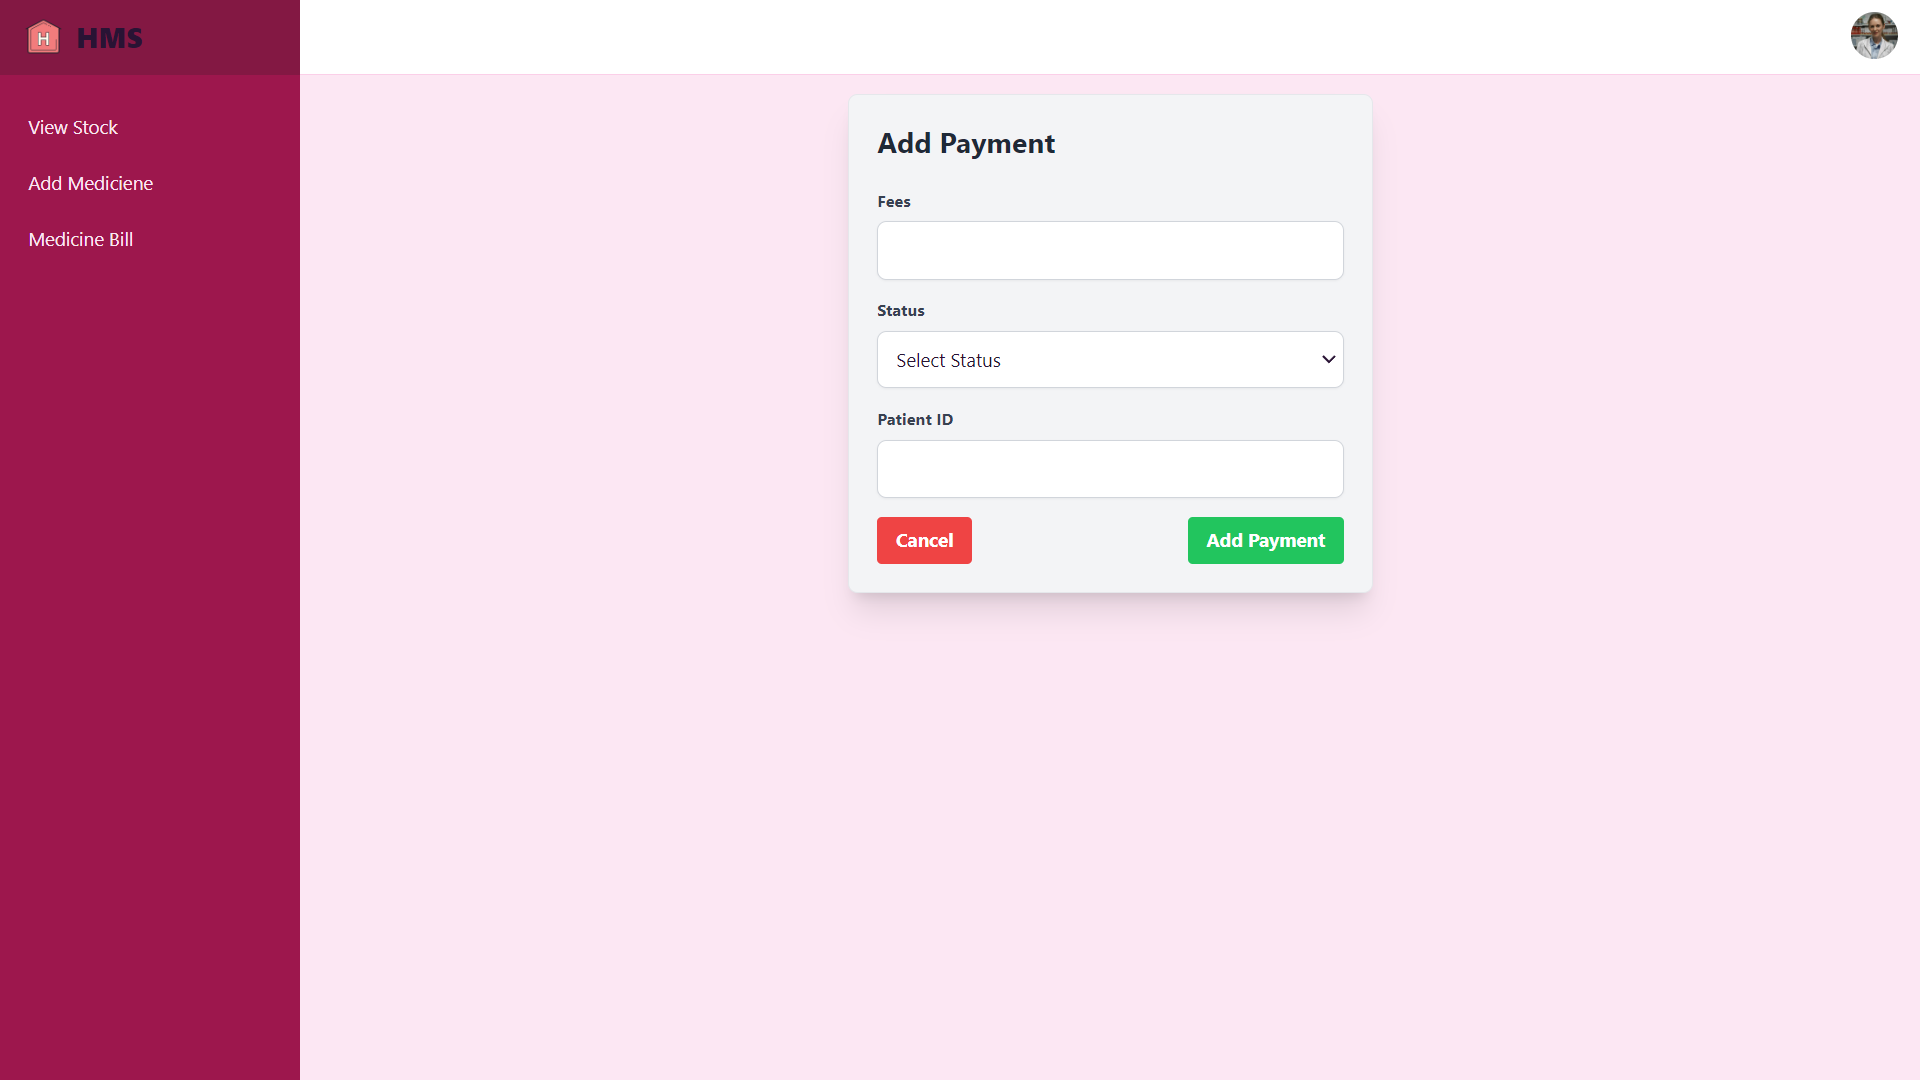 H HMS
View Stock
Add Mediciene
Medicine Bill
Add Payment
Fees
Status
Select Status
Patient ID
Cancel
Add Payment